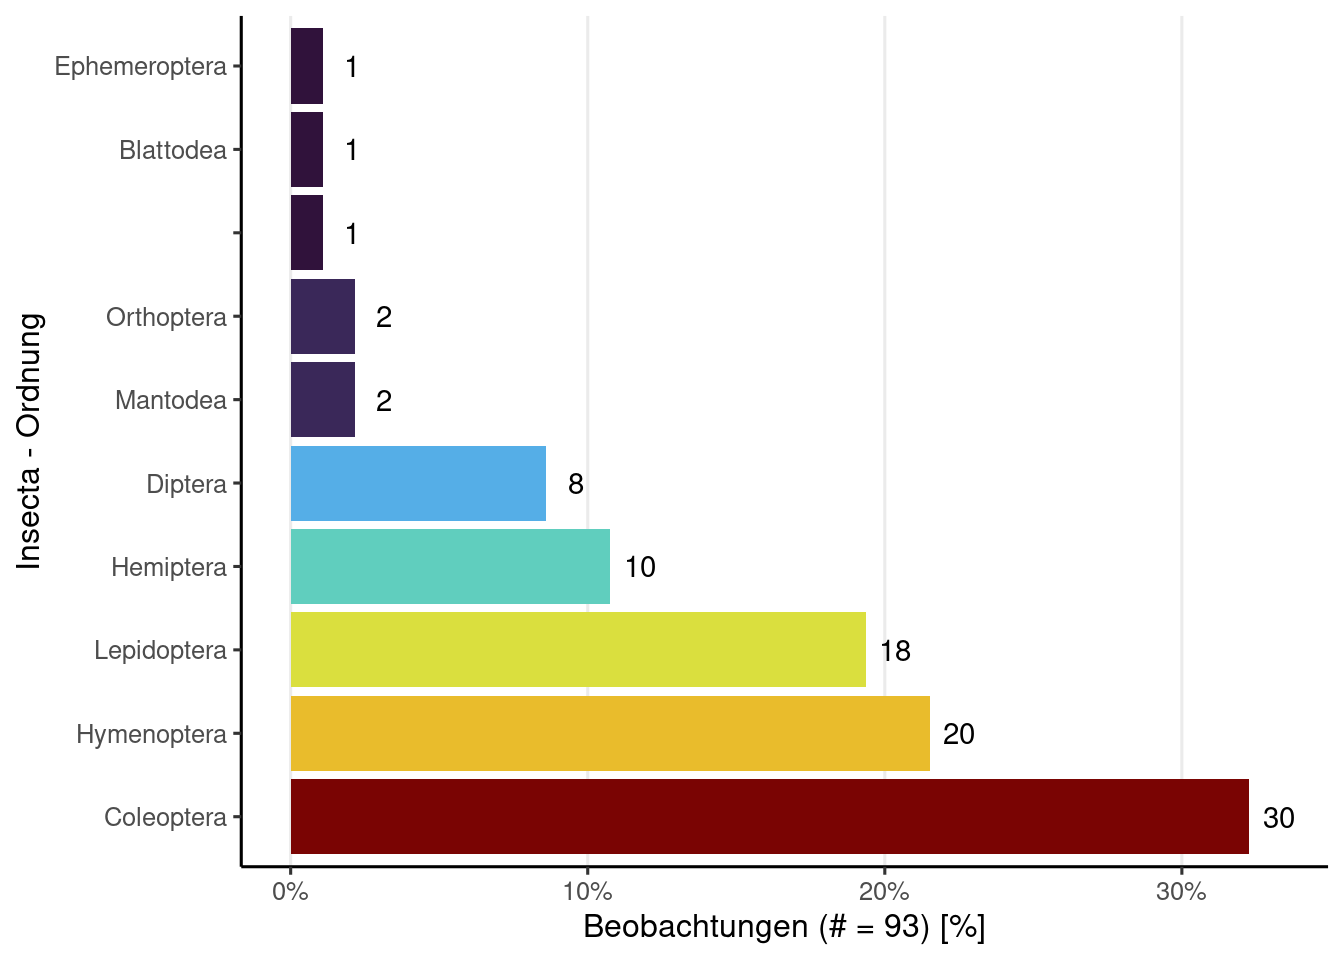 Insecta - Ordnung
Ephemeroptera 1
Blattodea 1
1
Orthoptera 2
Mantodea 2
Diptera 8
Hemiptera 10
Lepidoptera 18
Hymenoptera 20
Coleoptera 30
0% 10% 20% 30%
Beobachtungen (# = 93) [%]